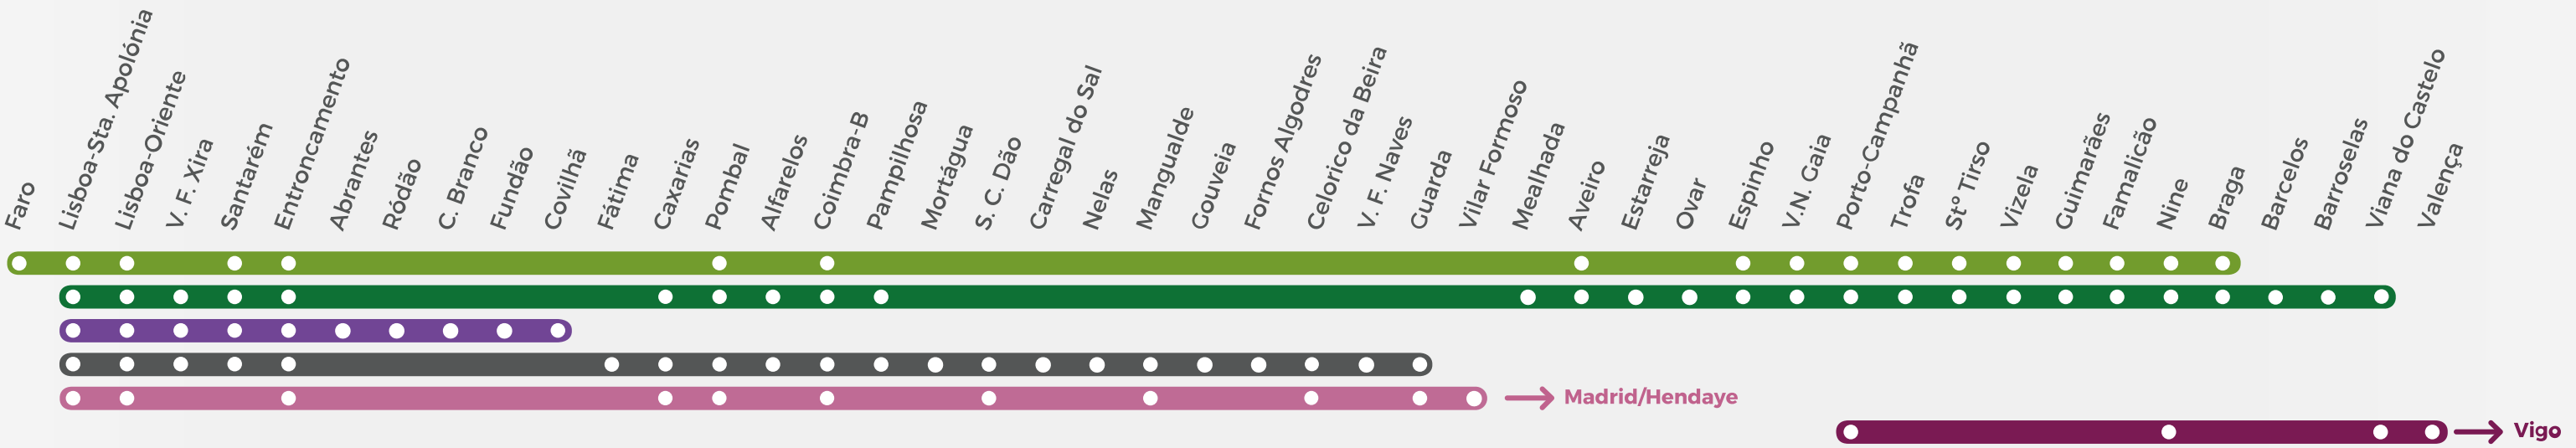 Faro
Lisboa-Sta. Apolónia
Lisboa-Oriente
V. F. Xira
Santarém
Entroncamento
Abrantes
Ródão
C. Branco
Fundão
Covilhã
Fátima
Caxarias
Pombal
Alfarelos
Coimbra-B
Pampilhosa
Mortágua
S. C. Dão
Carregal do Sal
Nelas
Mangualde
Gouveia
Fornos Algodres
Celorico da Beira
V. F. Naves
Guarda
Vilar Formoso
Mealhada
Aveiro
Estarreja
Ovar
Espinho
V.N. Gaia
Porto-Campanhã
Trofa
Stº Tirso
Vizela
Guimarães
Famalicão
Nine
Braga
Barcelos
Barroselas
Viana do Castelo
Valença
Madrid/Hendaye
Vigo